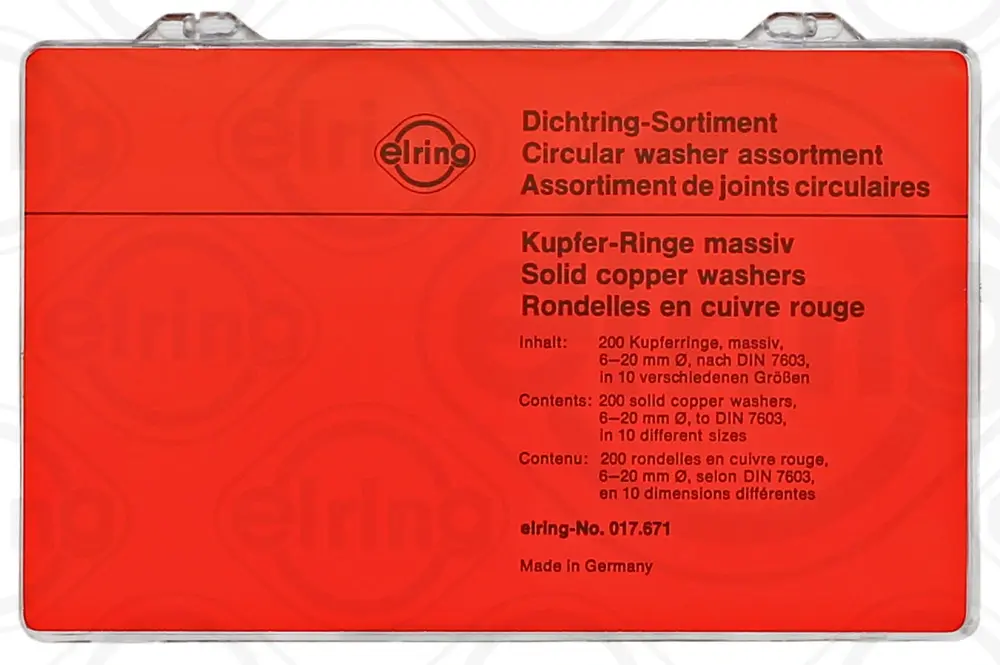 elring
Dichtring-Sortiment
Circular washer assortment
Assortiment de joints circulaires
Kupfer-Ringe massiv
Solid copper washers
Rondelles en cuivre rouge
Inhalt: 200 Kupferringe, massiv,
6–20 mm Ø, nach DIN 7603,
in 10 verschiedenen Größen
Contents: 200 solid copper washers,
6–20 mm Ø, to DIN 7603,
in 10 different sizes
Contenu: 200 rondelles en cuivre rouge,
6–20 mm Ø, selon DIN 7603,
en 10 dimensions différentes
elring-No. 017.671
Made in Germany